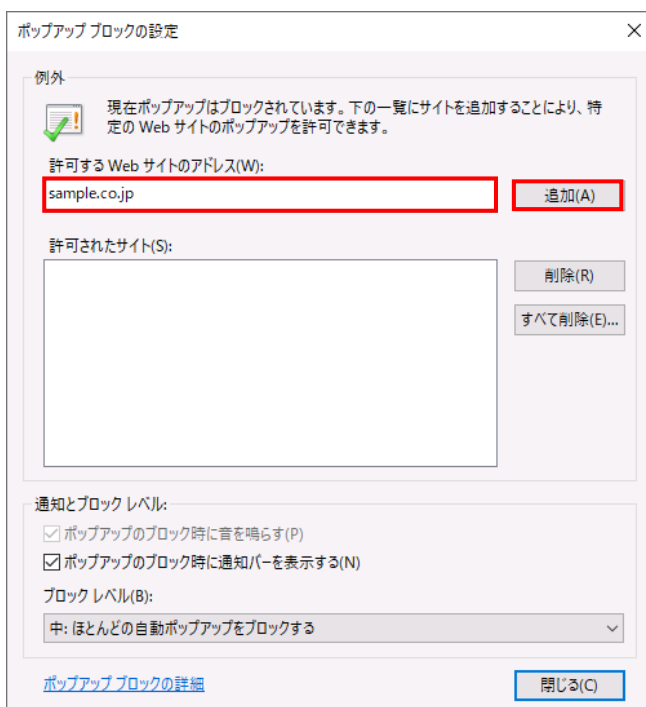 ポップアップ ブロックの設定
例外
現在ポップアップはブロックされています。下の一覧にサイトを追加することにより、特
定の Web サイトのポップアップを許可できます。
許可する Web サイトのアドレス(W):
sample.co.jp
追加(A)
許可されたサイト(S):
削除(R)
すべて削除(E)...
通知とブロック レベル:
ポップアップのブロック時に音を鳴らす(P)
ポップアップのブロック時に通知バーを表示する(N)
ブロック レベル(B):
中: ほとんどの自動ポップアップをブロックする
ポップアップ ブロックの詳細
閉じる(C)